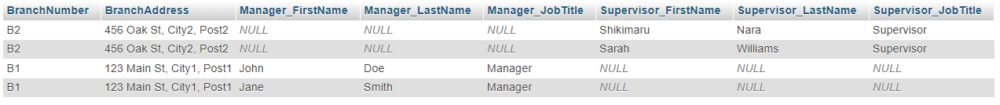 BranchNumber BranchAddress Manager_FirstName Manager_LastName Manager_JobTitle Supervisor_FirstName Supervisor_LastName Supervisor_JobTitle
B2 456 Oak St, City2, Post2 NULL NULL NULL Shikimaru Nara Supervisor
B2 456 Oak St, City2, Post2 NULL NULL NULL Sarah Williams Supervisor
B1 123 Main St, City1, Post1 John Doe Manager NULL NULL NULL
B1 123 Main St, City1, Post1 Jane Smith Manager NULL NULL NULL